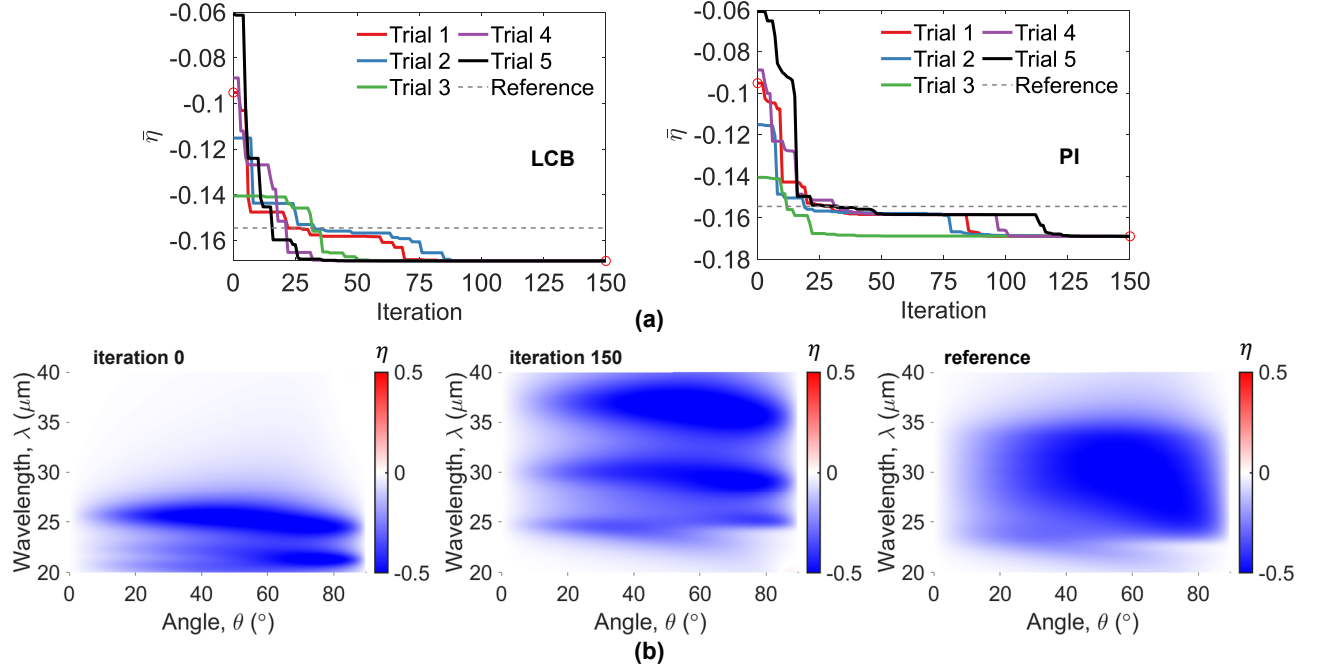 -0.06
-0.08
-0.1
-0.12
-0.14
-0.16
η̄
Trial 1 Trial 4
Trial 2 Trial 5
Trial 3 Reference
LCB
0 25 50 75 100 125 150
Iteration
-0.06
-0.08
-0.1
-0.12
-0.14
-0.16
-0.18
η̄
Trial 1 Trial 4
Trial 2 Trial 5
Trial 3 Reference
PI
0 25 50 75 100 125 150
Iteration
(a)
iteration 0
η
Wavelength, λ (μm)
40
35
30
25
20
0 20 40 60 80
Angle, θ (°)
0.5
0
-0.5
iteration 150
η
Wavelength, λ (μm)
40
35
30
25
20
0 20 40 60 80
Angle, θ (°)
0.5
0
-0.5
reference
η
Wavelength, λ (μm)
40
35
30
25
20
0 20 40 60 80
Angle, θ (°)
0.5
0
-0.5
(b)